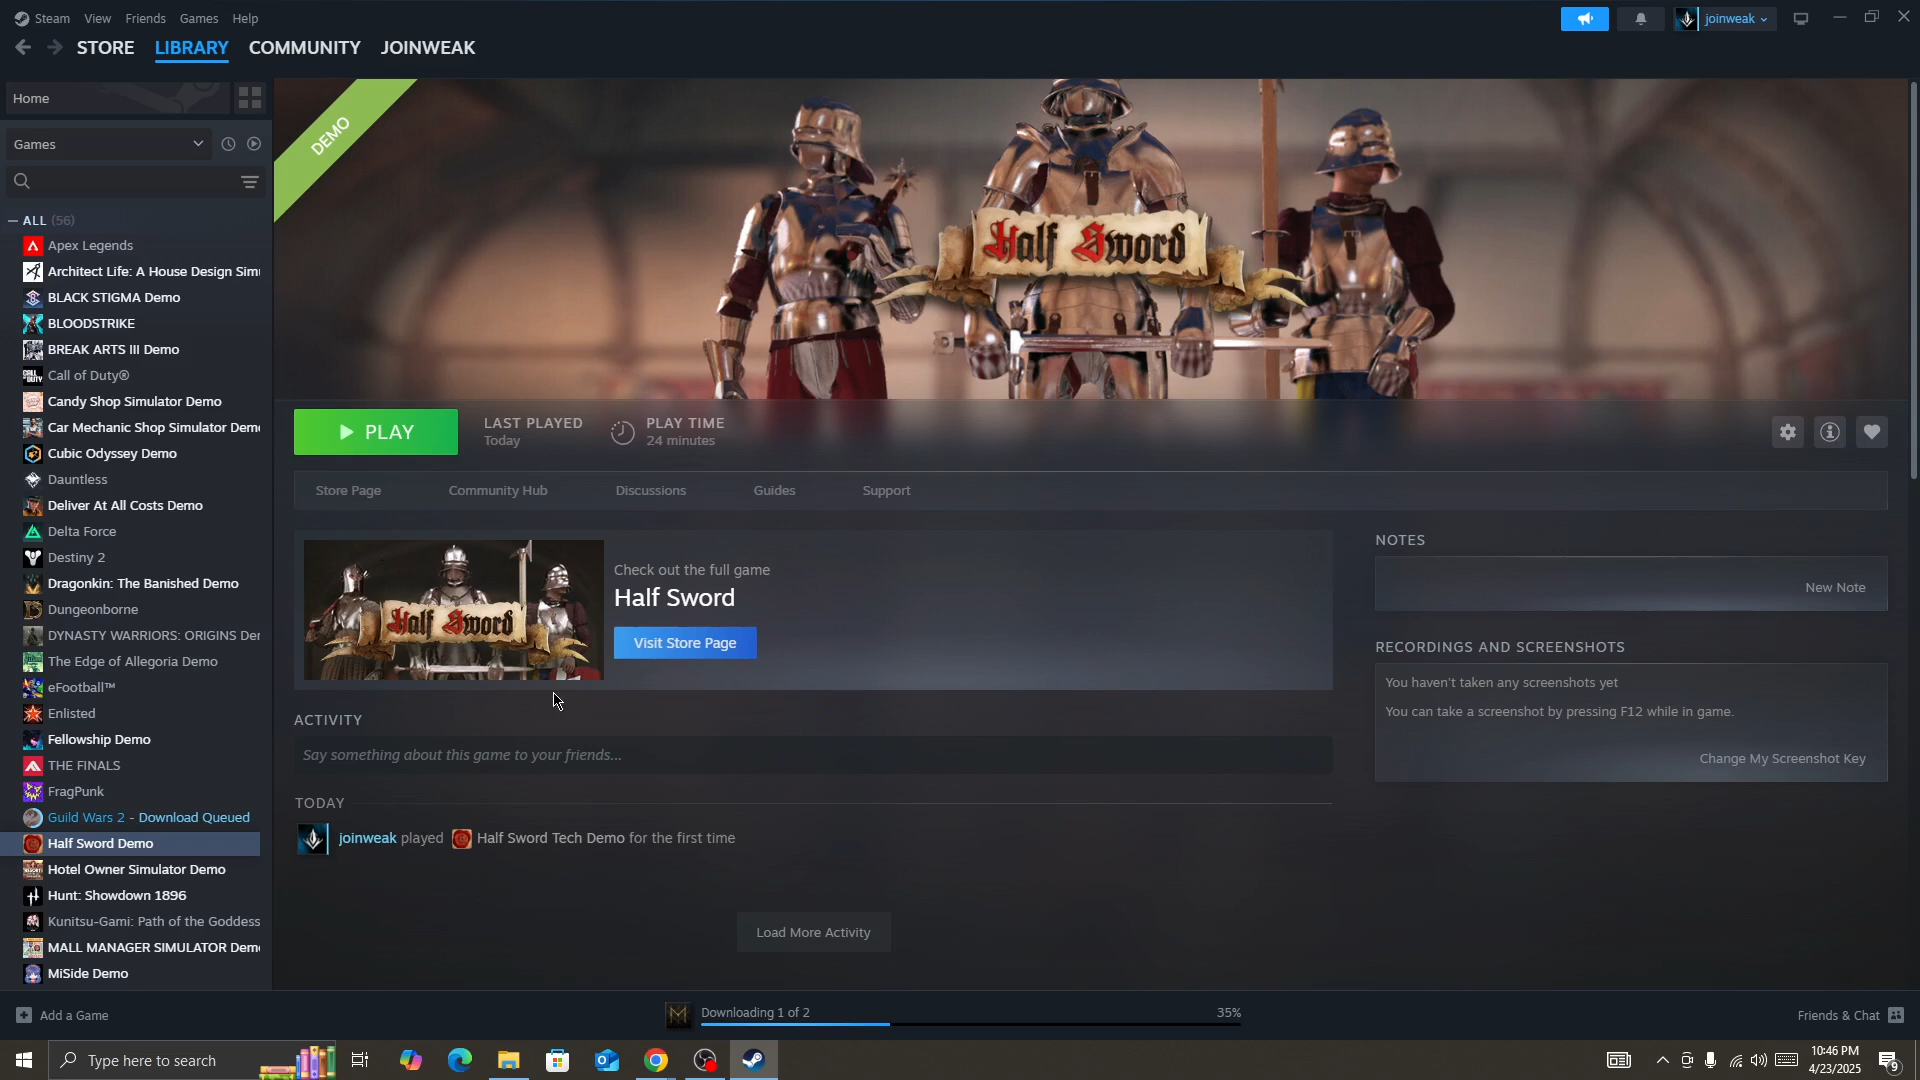 Steam View Friends Games Help
joinweak
STORE LIBRARY COMMUNITY JOINWEAK
Home
DEMO
Games
Half Sword
ALL (56)
Apex Legends
Architect Life: A House Design Sim
BLACK STIGMA Demo
BLOODSTRIKE
BREAK ARTS III Demo
Call of Duty®
Candy Shop Simulator Demo
Car Mechanic Shop Simulator Dem
Cubic Odyssey Demo
Dauntless
Deliver At All Costs Demo
Delta Force
Destiny 2
Dragonkin: The Banished Demo
Dungeonborne
DYNASTY WARRIORS: ORIGINS De
The Edge of Allegoria Demo
eFootball™
Enlisted
Fellowship Demo
THE FINALS
FragPunk
Guild Wars 2 - Download Queued
Half Sword Demo
Hotel Owner Simulator Demo
Hunt: Showdown 1896
Kunitsu-Gami: Path of the Goddess
MALL MANAGER SIMULATOR Dem
MiSide Demo
PLAY
LAST PLAYED
Today
PLAY TIME
24 minutes
Store Page Community Hub Discussions Guides Support
Half Sword
Check out the full game
Half Sword
Visit Store Page
ACTIVITY
Say something about this game to your friends...
TODAY
joinweak played Half Sword Tech Demo for the first time
Load More Activity
NOTES
New Note
RECORDINGS AND SCREENSHOTS
You haven't taken any screenshots yet
You can take a screenshot by pressing F12 while in game.
Change My Screenshot Key
Add a Game
Downloading 1 of 2 35%
Friends & Chat
Type here to search
10:46 PM
4/23/2025
9